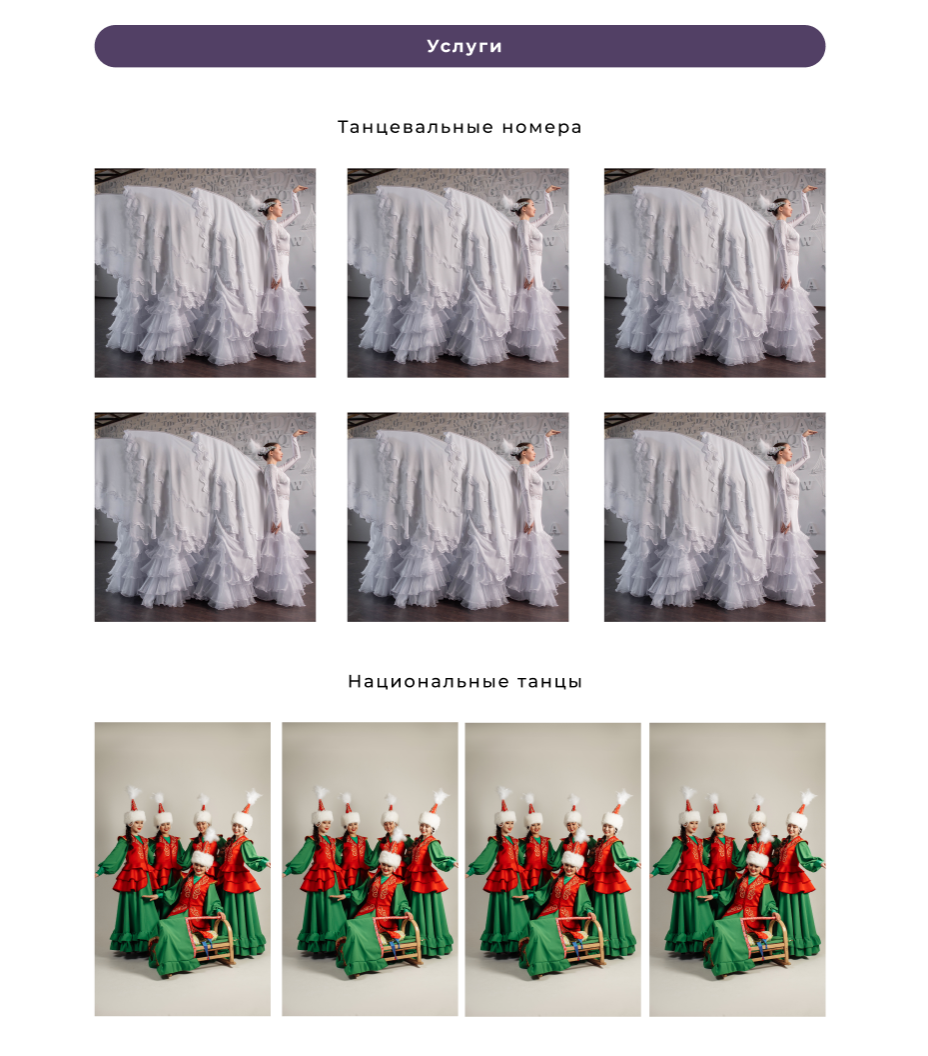 Услуги
Танцевальные номера
Национальные танцы